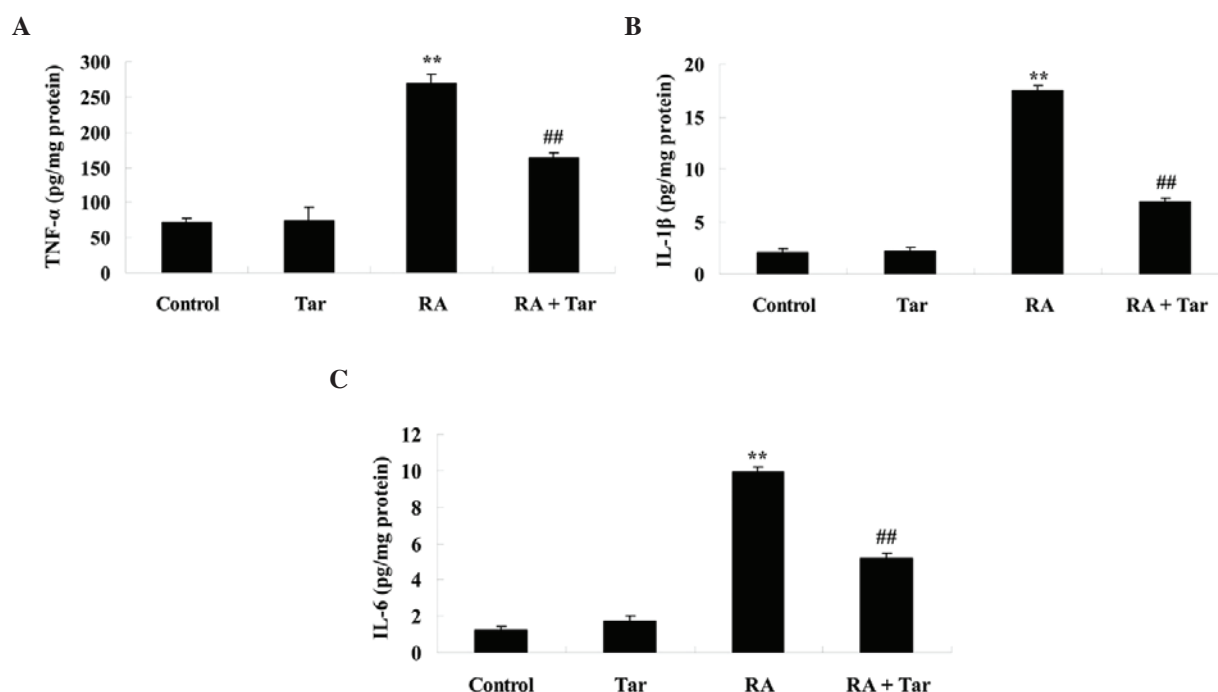 A
TNF-α (pg/mg protein)
300
250
200
150
100
50
0
**
##
Control Tar RA RA + Tar
B
IL-1β (pg/mg protein)
20
15
10
5
0
**
##
Control Tar RA RA + Tar
C
IL-6 (pg/mg protein)
12
10
8
6
4
2
0
**
##
Control Tar RA RA + Tar